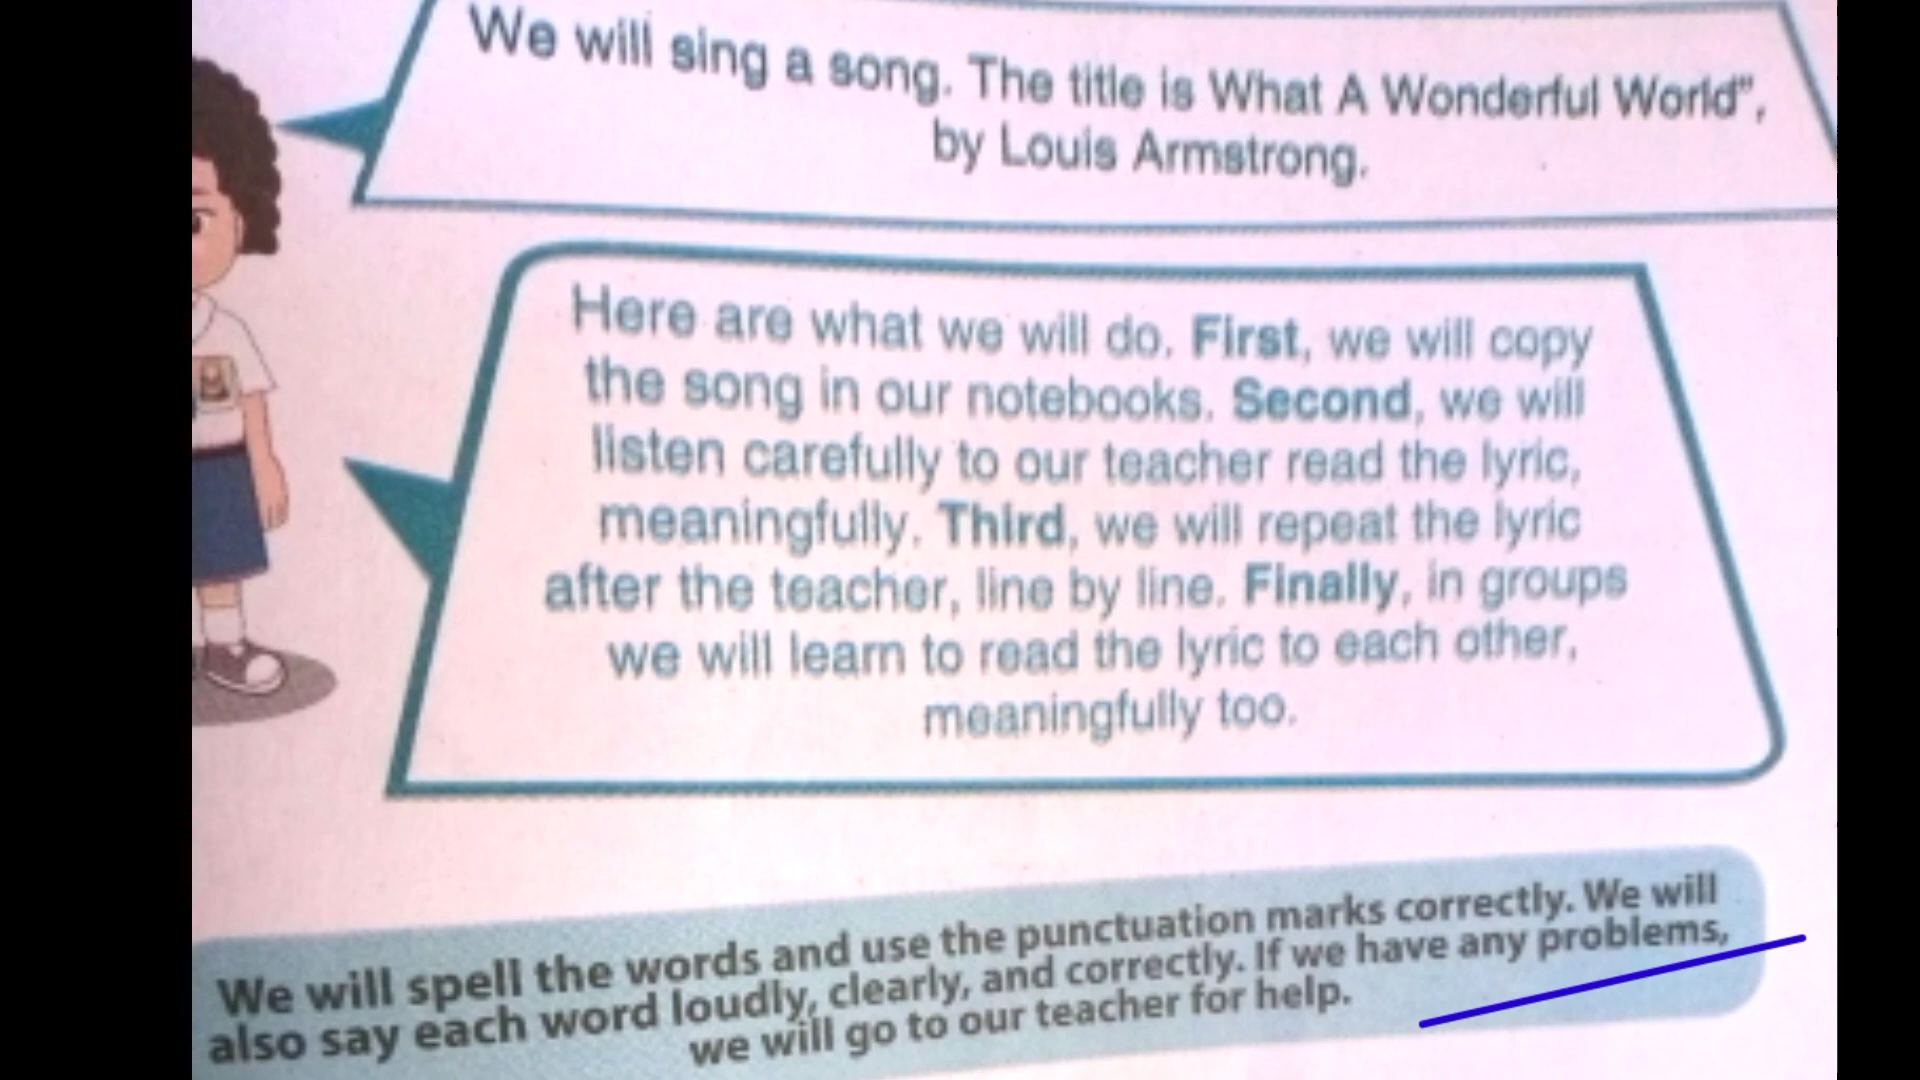 We will sing a song. The title is What A Wonderful World",
by Louis Armstrong.
Here are what we will do. First, we will copy
the song in our notebooks. Second, we will
listen carefully to our teacher read the lyric,
meaningfully. Third, we will repeat the lyric
after the teacher, line by line. Finally, in groups
we will learn to read the lyric to each other,
meaningfully too.
We will spell the words and use the punctuation marks correctly. We will
also say each word loudly, clearly, and correctly. If we have any problems,
we will go to our teacher for help.